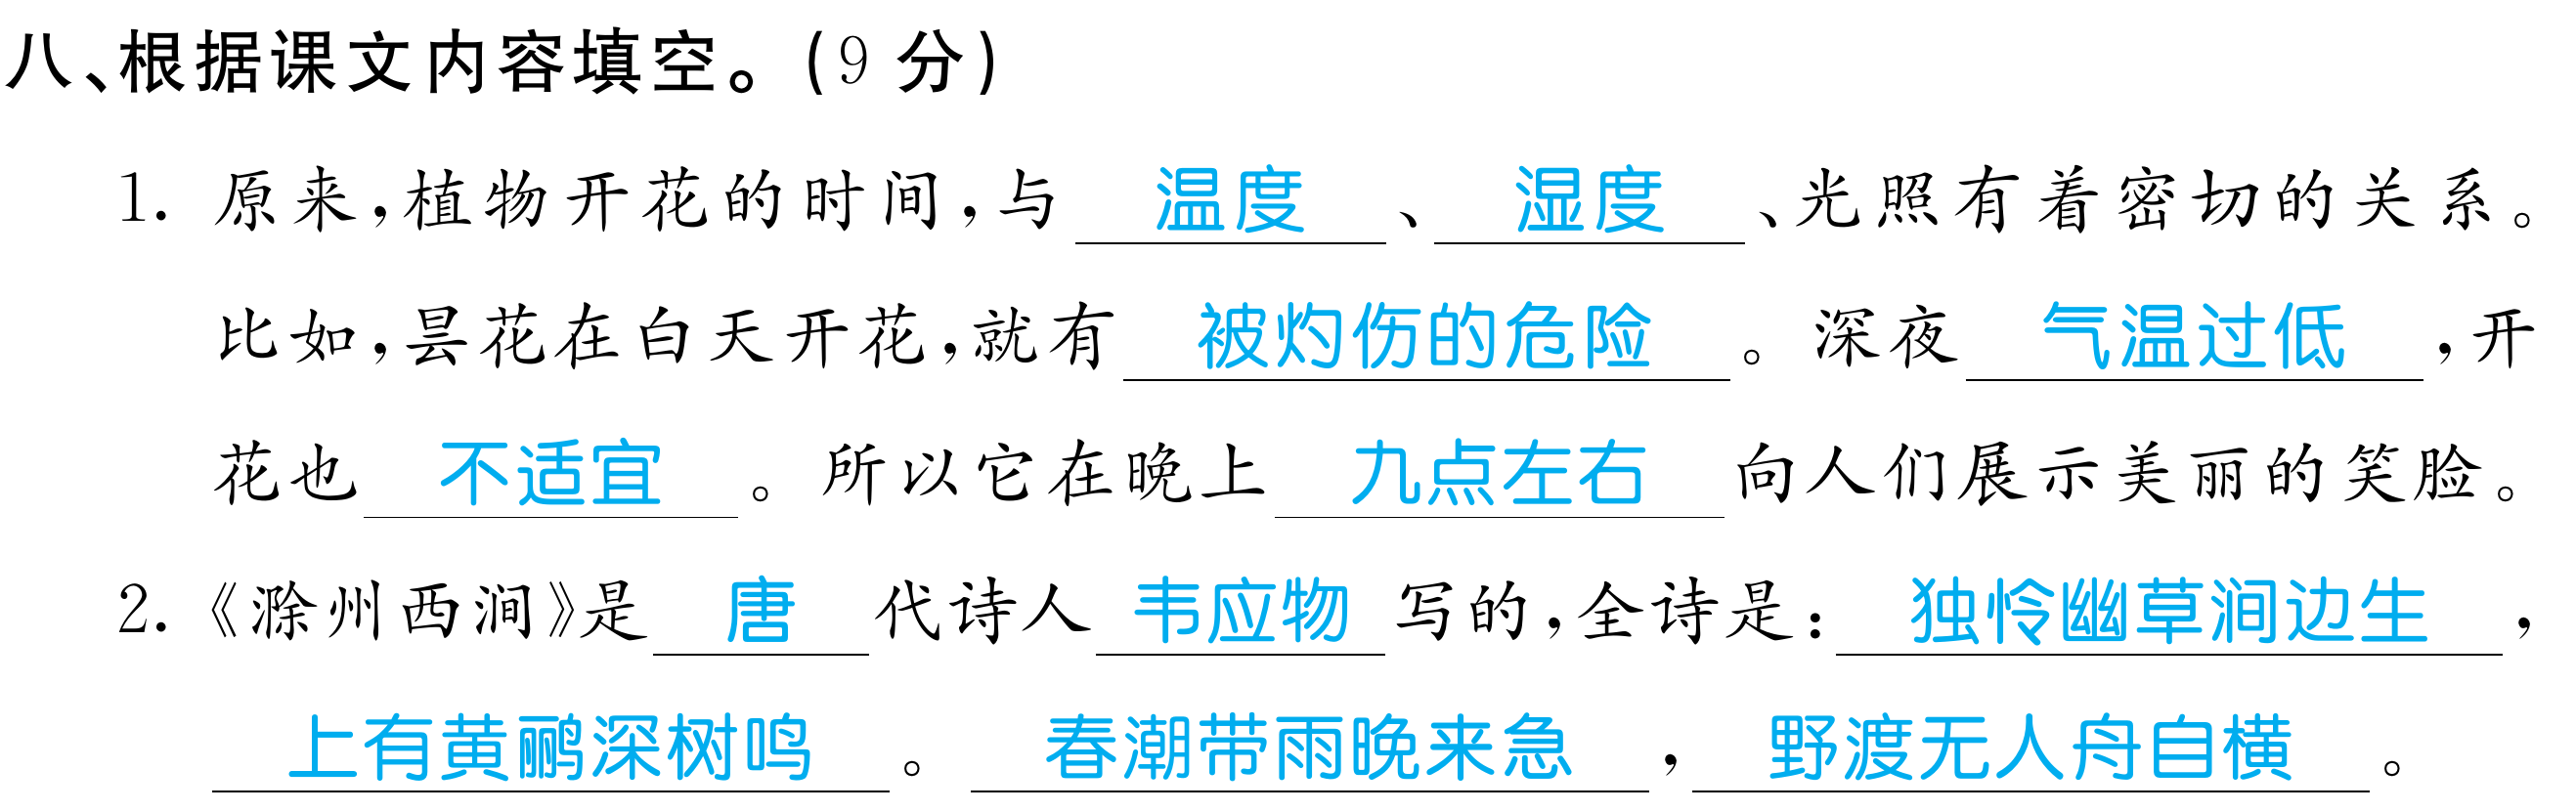 八、根据课文内容填空。(9 分)
1. 原来,植物开花的时间,与 温度 、 湿度 、光照有着密切的关系。
比如,昙花在白天开花,就有 被灼伤的危险 。深夜 气温过低 ,开
花也 不适宜 。所以它在晚上 九点左右 向人们展示美丽的笑脸。
2.《滁州西涧》是 唐 代诗人 韦应物 写的,全诗是: 独怜幽草涧边生 ,
上有黄鹂深树鸣 。 春潮带雨晚来急 , 野渡无人舟自横 。